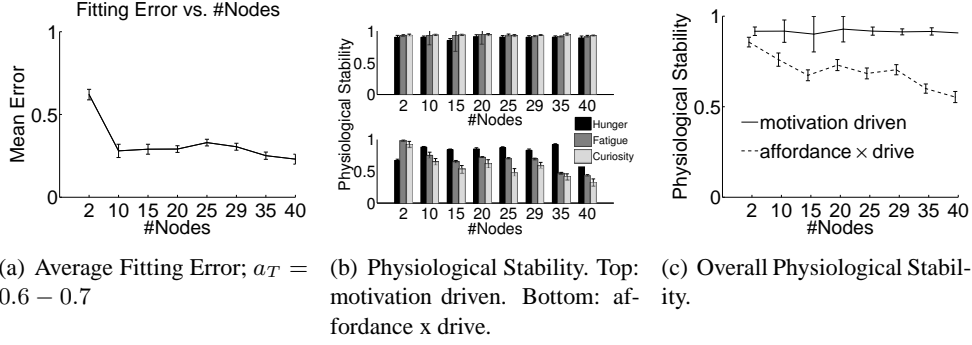 Fitting Error vs. #Nodes
1
0.5
0
Mean Error
2 10 15 20 25 29 35 40
#Nodes
(a) Average Fitting Error; a_T =
0.6 − 0.7
Physiological Stability
1
0.5
0
2 10 15 20 25 29 35 40
#Nodes
Hunger
Fatigue
Curiosity
1
0.5
0
2 10 15 20 25 29 35 40
#Nodes
(b) Physiological Stability. Top:
motivation driven. Bottom: af-
fordance x drive.
Physiological Stability
1
0.5
0
motivation driven
affordance × drive
2 10 15 20 25 29 35 40
#Nodes
(c) Overall Physiological Stabil-
ity.